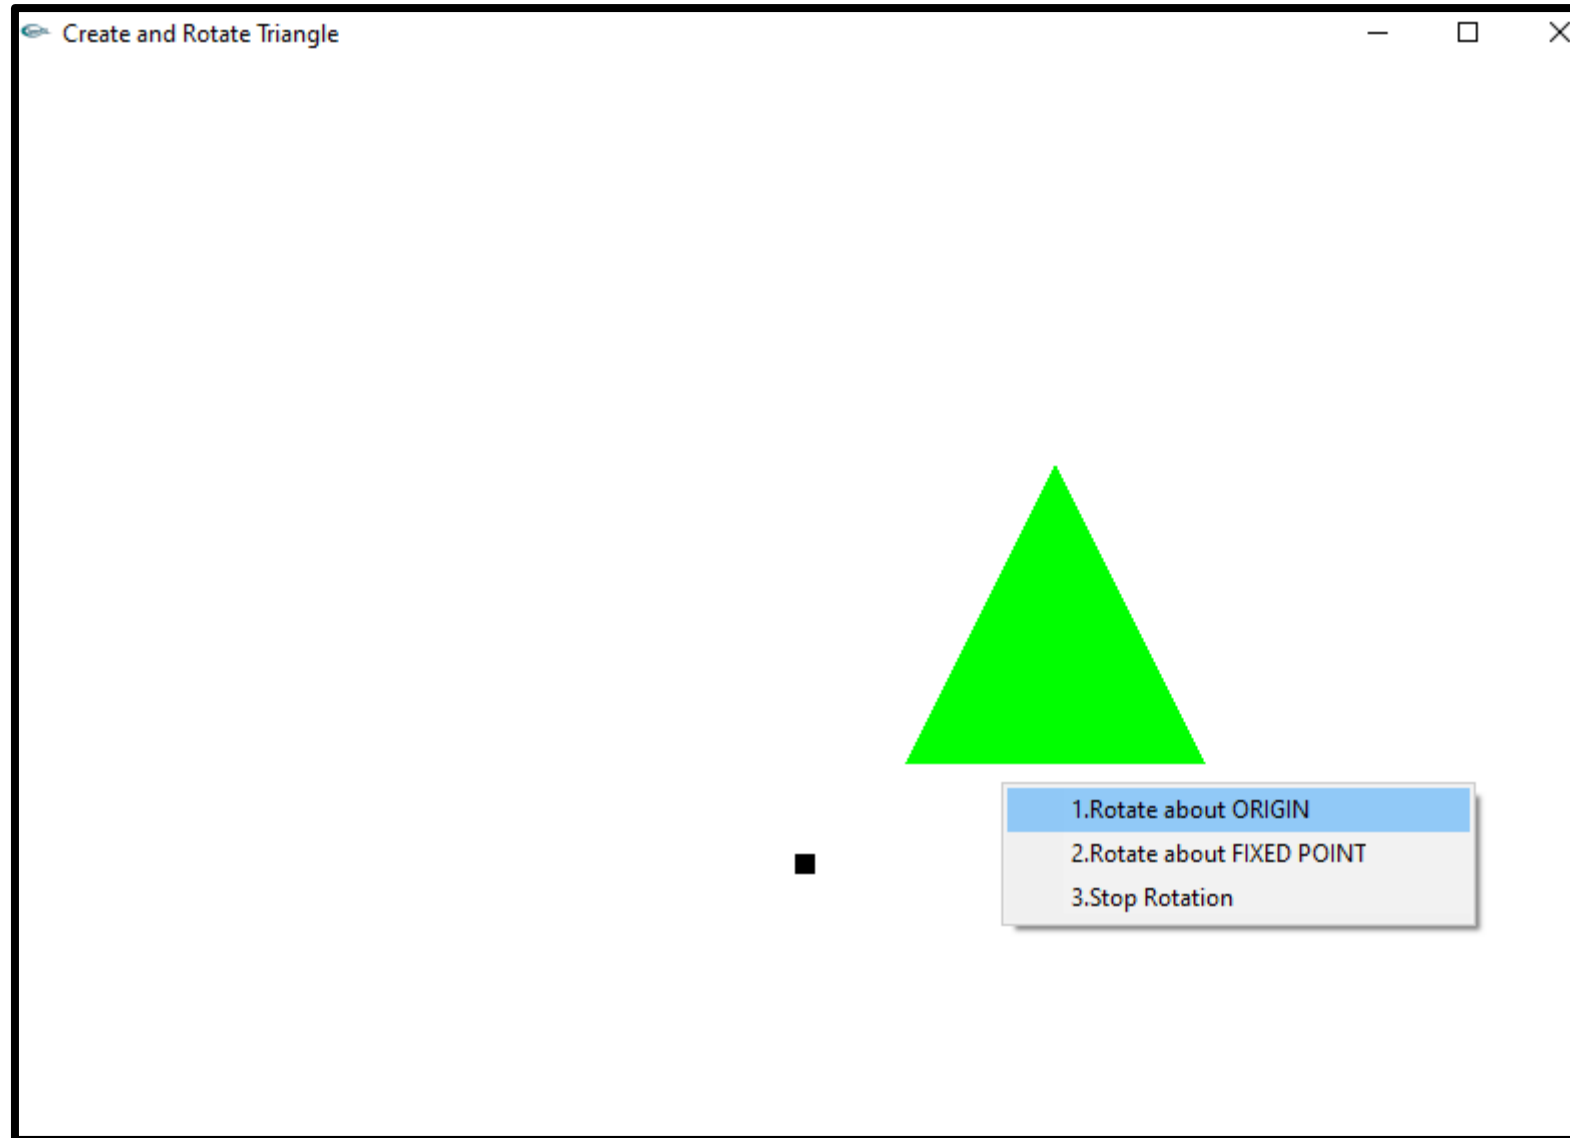 Create and Rotate Triangle
1.Rotate about ORIGIN
2.Rotate about FIXED POINT
3.Stop Rotation